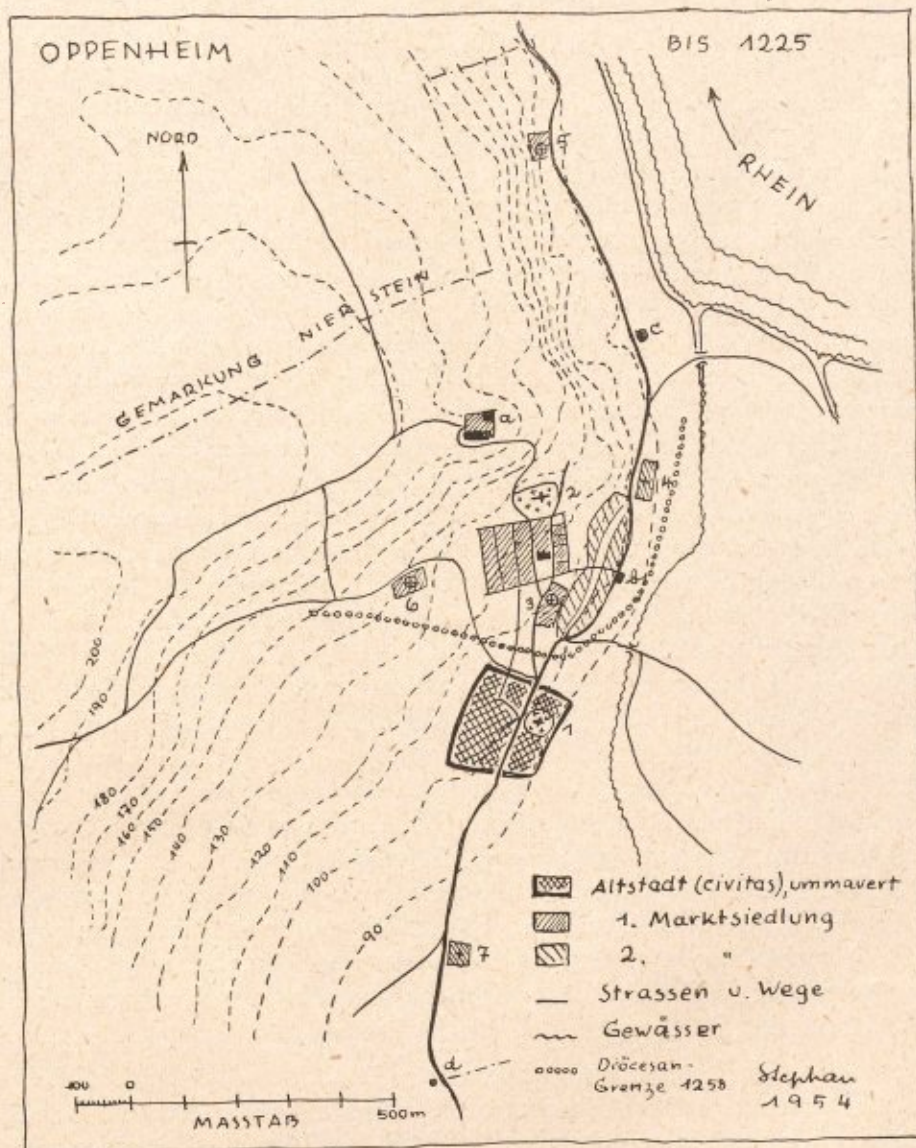 OPPENHEIM
BIS 1225
NORD
RHEIN
5
GEMARKUNG NIERSTEIN
c
a
2
4
b
3
6
1
200
190
180
170
160
150
140
130
120
110
100
90
7
d
Altstadt (civitas), ummauert
1. Marktsiedlung
2. "
Strassen u. Wege
Gewässer
Diöcesan-
Grenze 1258
Stephan
1954
100 0 500m
MASSTAB